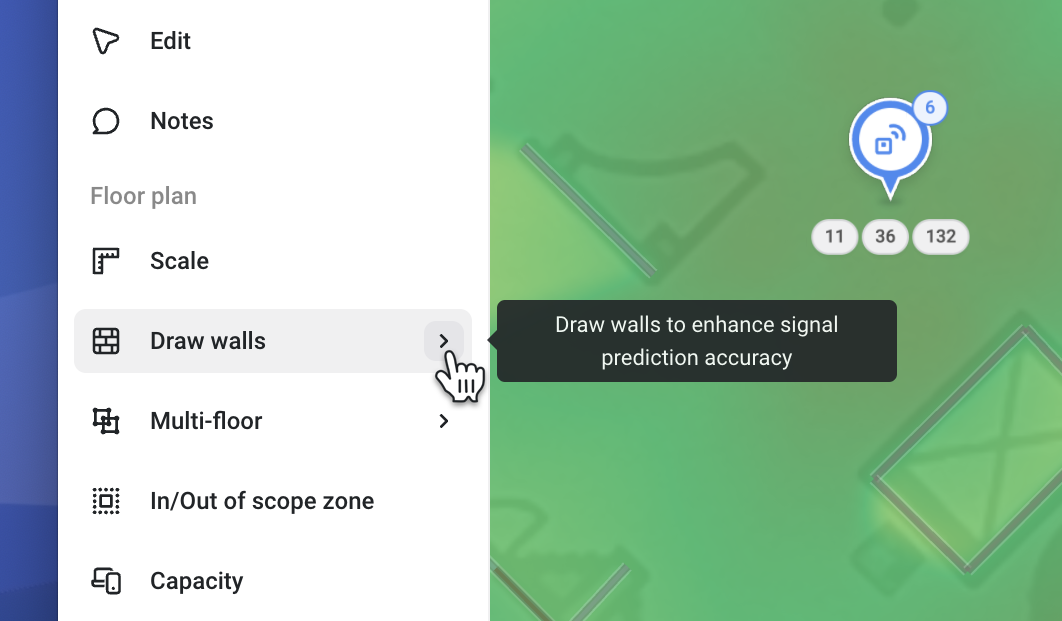 Edit
Notes
Floor plan
Scale
Draw walls
Multi-floor
In/Out of scope zone
Capacity
6
11 36 132
Draw walls to enhance signal
prediction accuracy